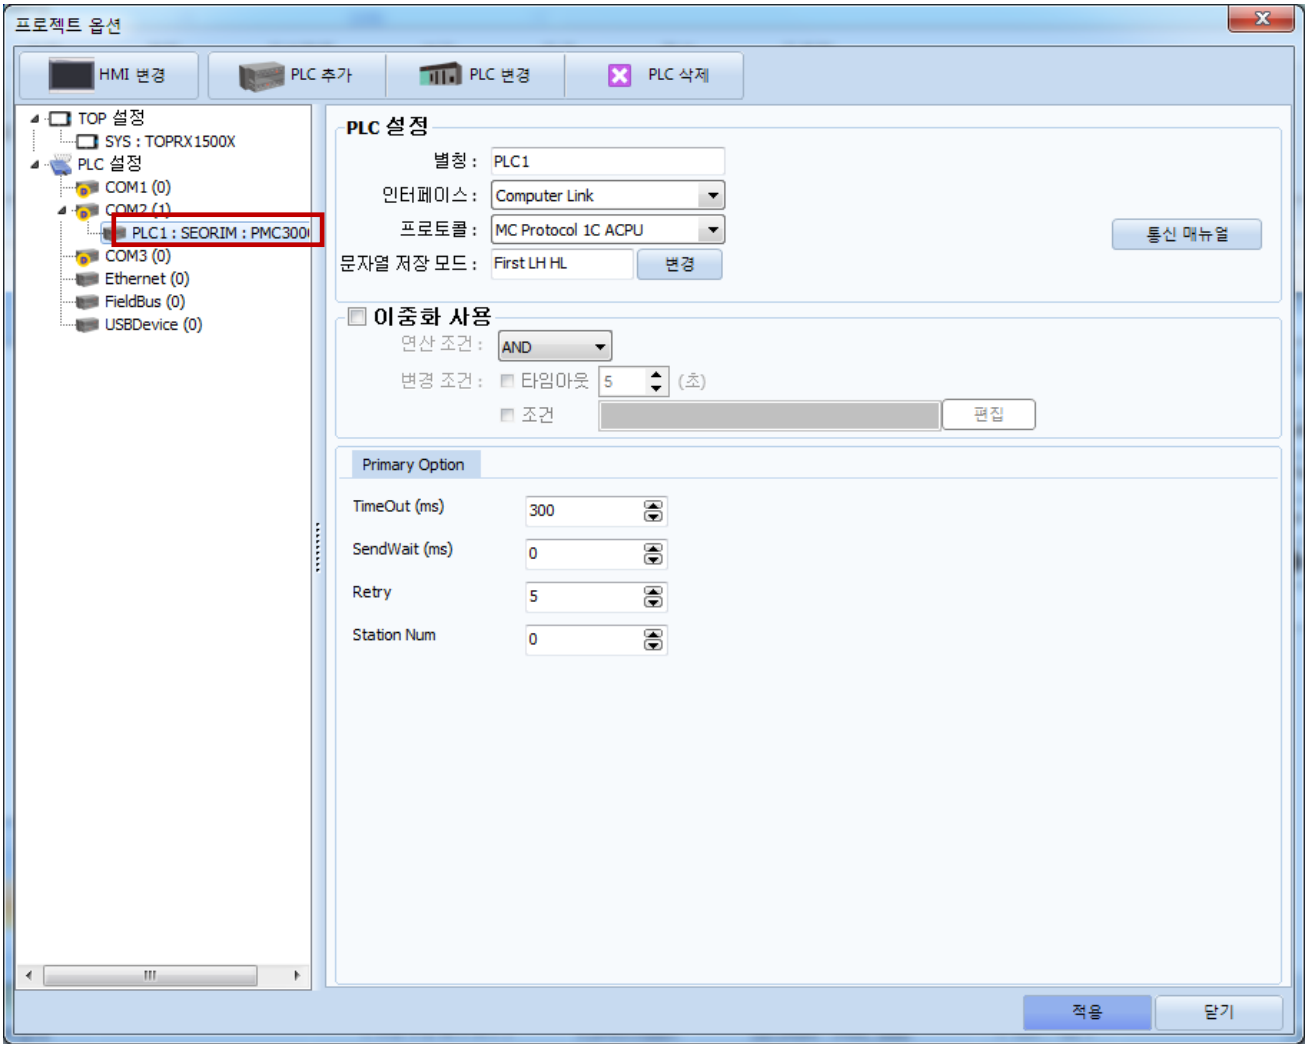 프로젝트 옵션
HMI 변경
PLC 추가
PLC 변경
PLC 삭제
TOP 설정
SYS : TOPRX1500X
PLC 설정
COM1 (0)
COM2 (1)
PLC1 : SEORIM : PMC300
COM3 (0)
Ethernet (0)
FieldBus (0)
USBDevice (0)
PLC 설정
별칭 : PLC1
인터페이스 : Computer Link
프로토콜 : MC Protocol 1C ACPU
통신 매뉴얼
문자열 저장 모드 : First LH HL 변경
이중화 사용
연산 조건 : AND
변경 조건 : 타임아웃 5 (초)
조건 편집
Primary Option
TimeOut (ms) 300
SendWait (ms) 0
Retry 5
Station Num 0
적용
닫기